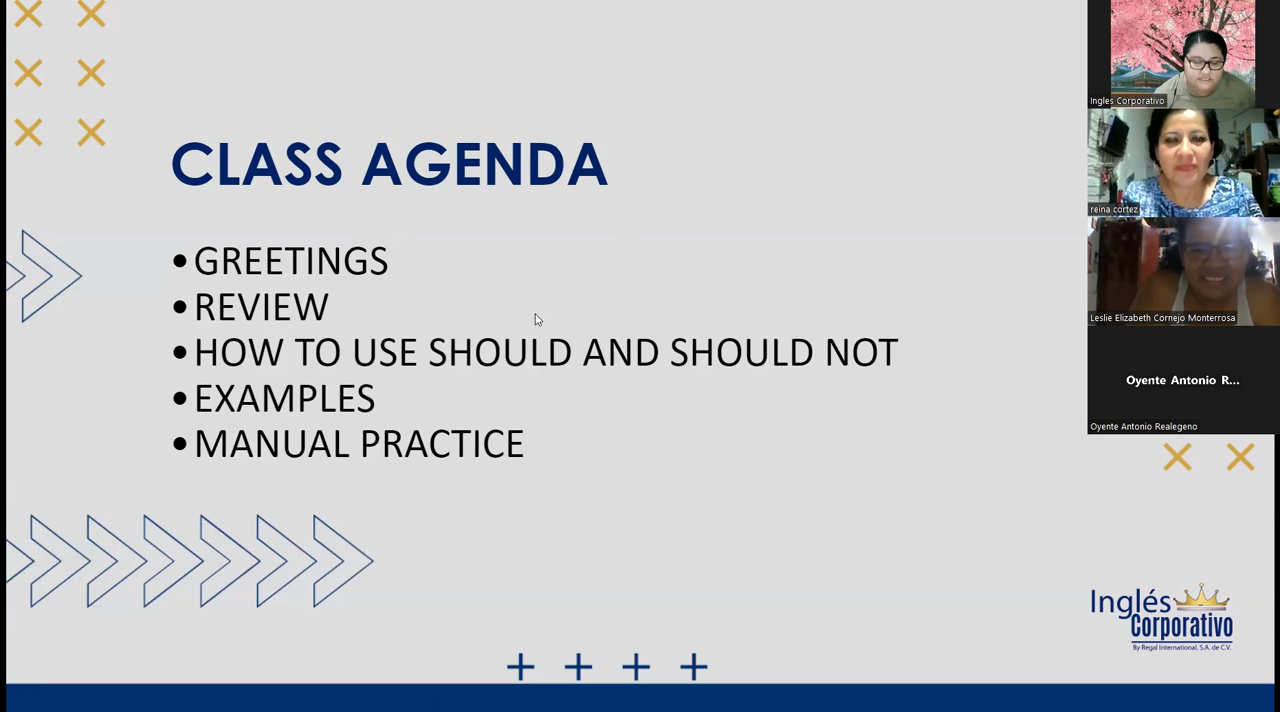 CLASS AGENDA
•GREETINGS
•REVIEW
•HOW TO USE SHOULD AND SHOULD NOT
•EXAMPLES
•MANUAL PRACTICE
Ingles Corporativo
reina cortez
Leslie Elizabeth Cornejo Monterrosa
Oyente Antonio R...
Oyente Antonio Realegeno
Inglés
Corporativo
By Regal International, S.A. de C.V.